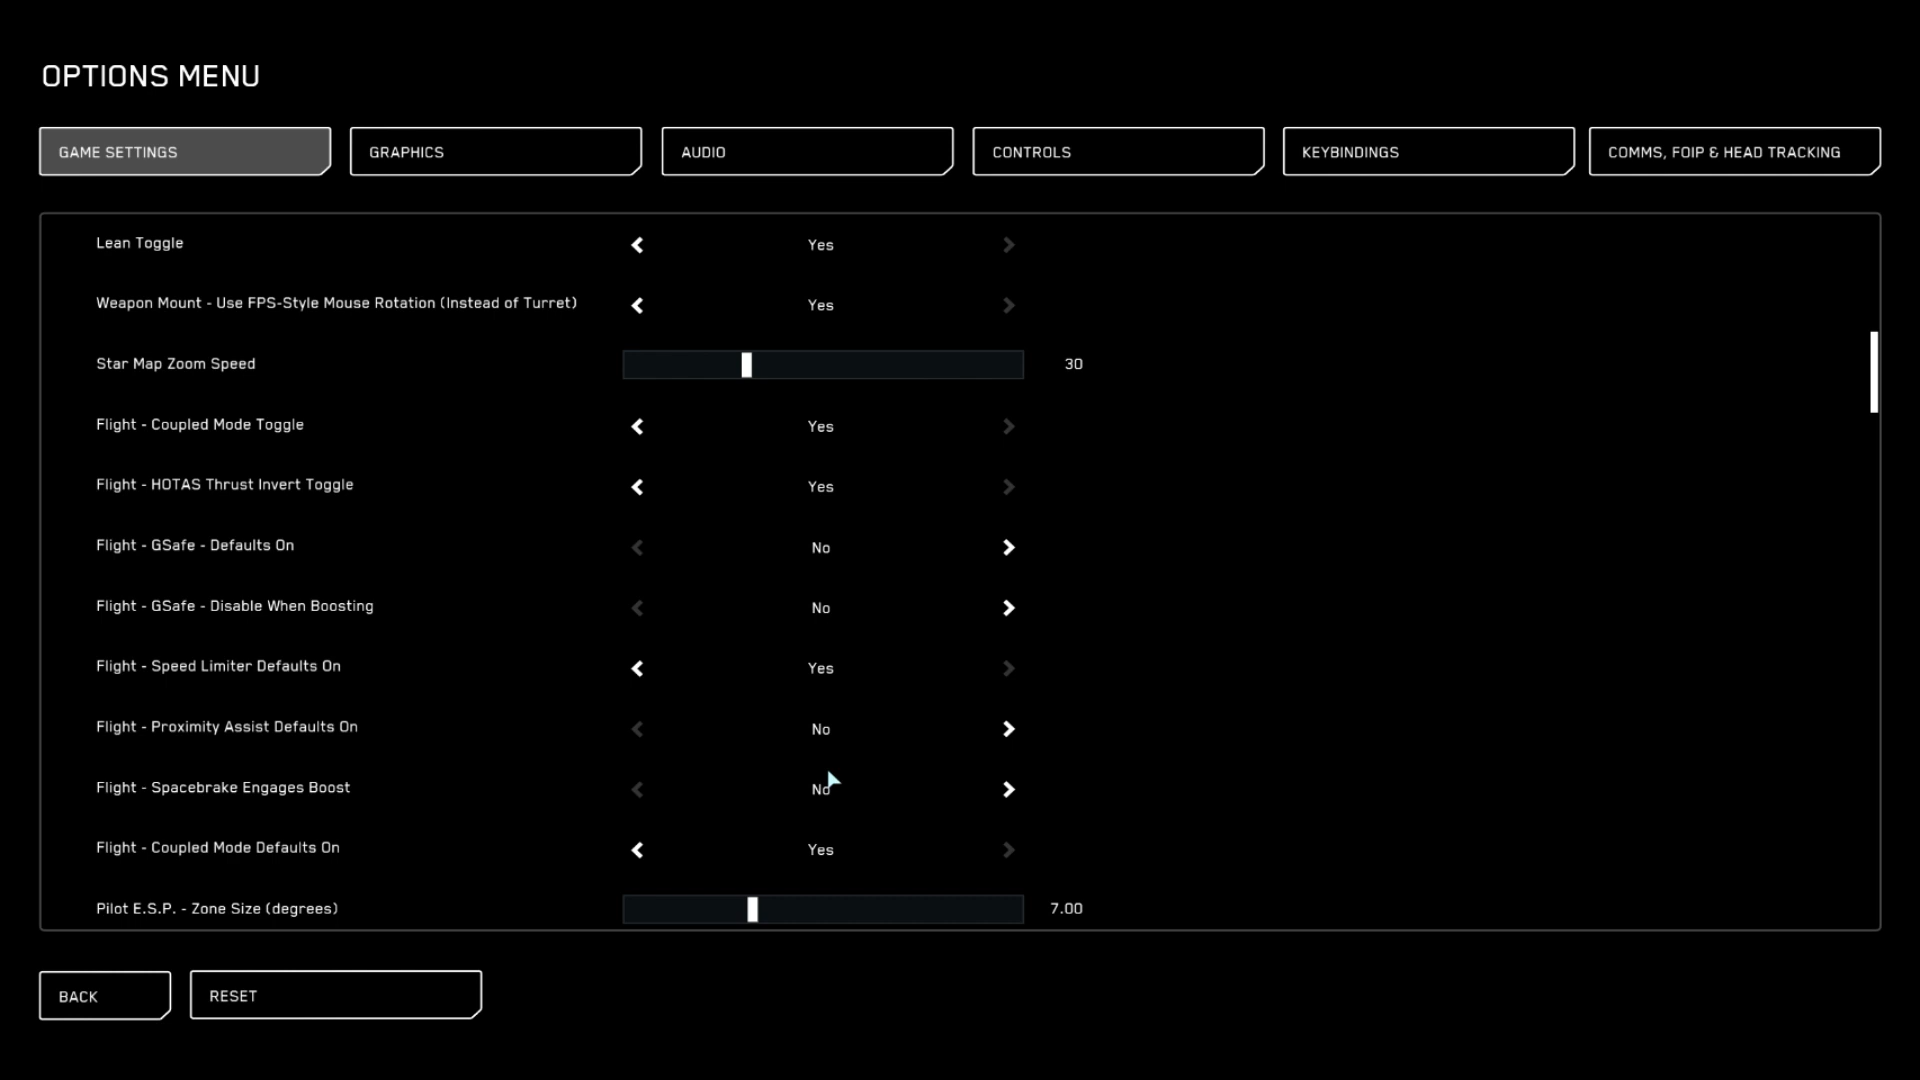 OPTIONS MENU
GAME SETTINGS
GRAPHICS
AUDIO
CONTROLS
KEYBINDINGS
COMMS, FOIP & HEAD TRACKING
Lean Toggle Yes
Weapon Mount - Use FPS-Style Mouse Rotation (Instead of Turret) Yes
Star Map Zoom Speed 30
Flight - Coupled Mode Toggle Yes
Flight - HOTAS Thrust Invert Toggle Yes
Flight - GSafe - Defaults On No
Flight - GSafe - Disable When Boosting No
Flight - Speed Limiter Defaults On Yes
Flight - Proximity Assist Defaults On No
Flight - Spacebrake Engages Boost No
Flight - Coupled Mode Defaults On Yes
Pilot E.S.P. - Zone Size (degrees) 7.00
BACK
RESET